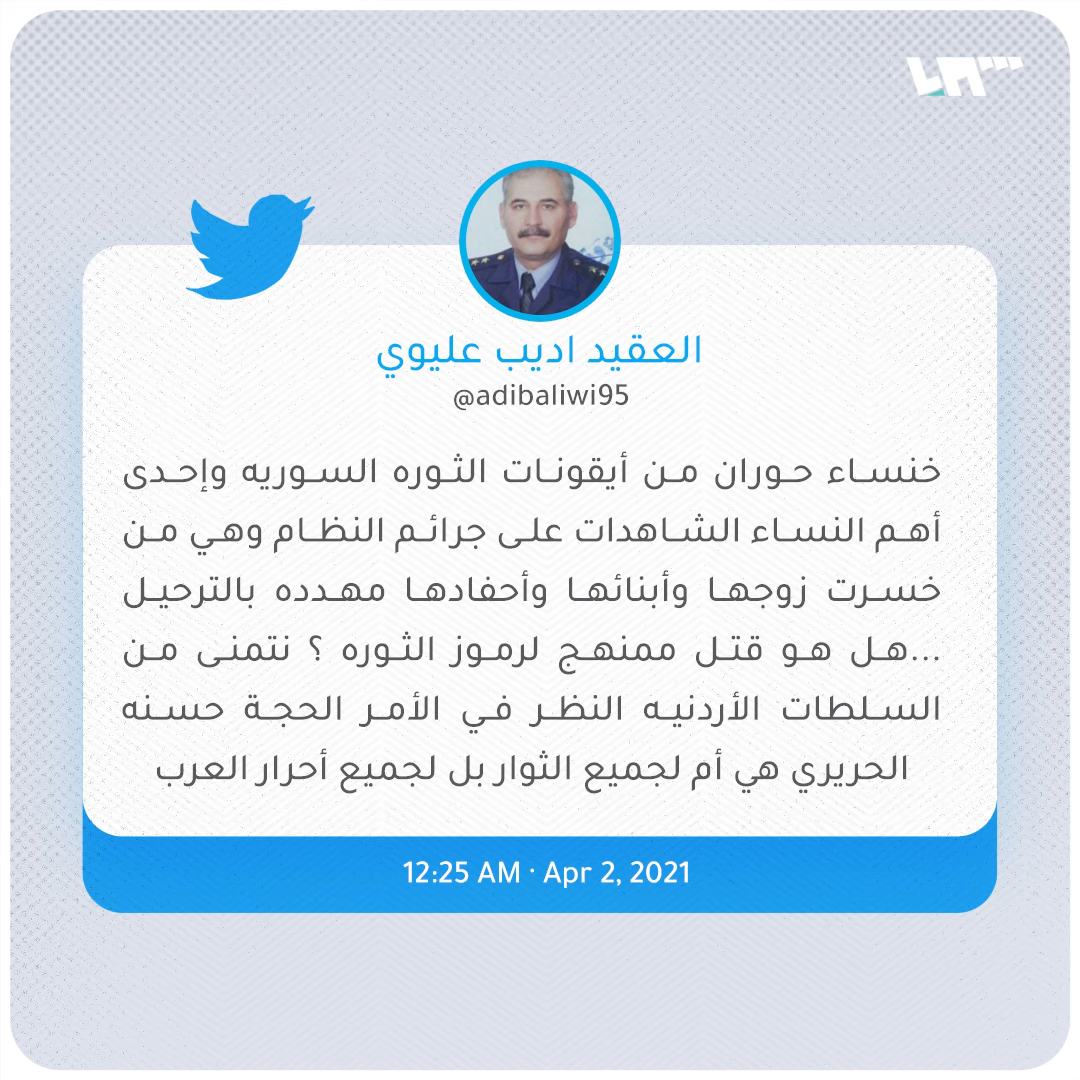 العقيد اديب عليوي
@adibaliwi95
خنساء حوران من أيقونات الثوره السوريه وإحدى
أهم النساء الشاهدات على جرائم النظام وهي من
خسرت زوجها وأبنائها وأحفادها مهدده بالترحيل
...هل هو قتل ممنهج لرموز الثوره ؟ نتمنى من
السلطات الأردنيه النظر في الأمر الحجة حسنه
الحريري هي أم لجميع الثوار بل لجميع أحرار العرب
12:25 AM · Apr 2, 2021